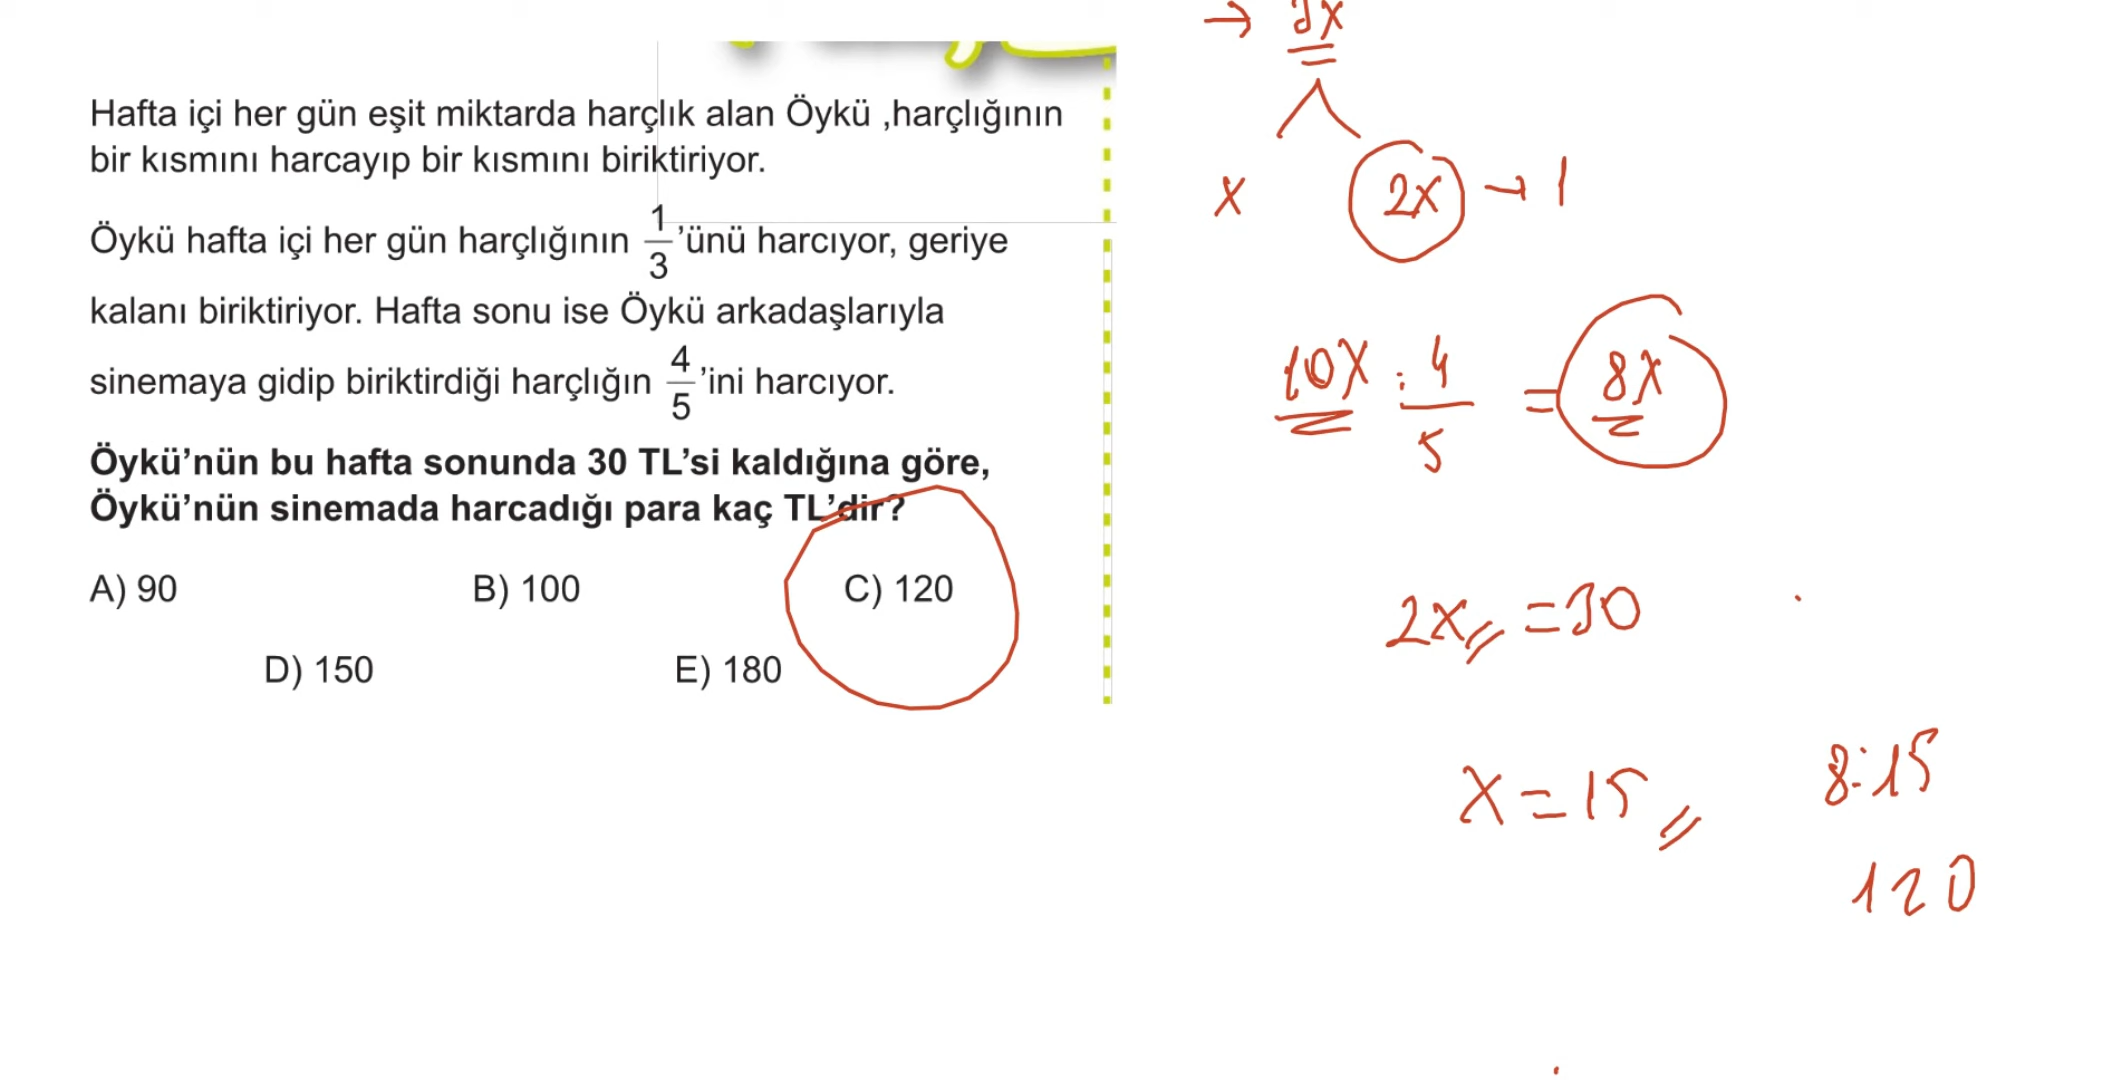 Hafta içi her gün eşit miktarda harçlık alan Öykü ,harçlığının
bir kısmını harcayıp bir kısmını biriktiriyor.
Öykü hafta içi her gün harçlığının 1/3 'ünü harcıyor, geriye
kalanı biriktiriyor. Hafta sonu ise Öykü arkadaşlarıyla
sinemaya gidip biriktirdiği harçlığın 4/5 'ini harcıyor.
Öykü'nün bu hafta sonunda 30 TL'si kaldığına göre,
Öykü'nün sinemada harcadığı para kaç TL'dir?
A) 90 B) 100 C) 120
D) 150 E) 180
→ 3x
x 2x → 1
10x . 4/5 = 8x
2x = 30
x = 15
8.15
120